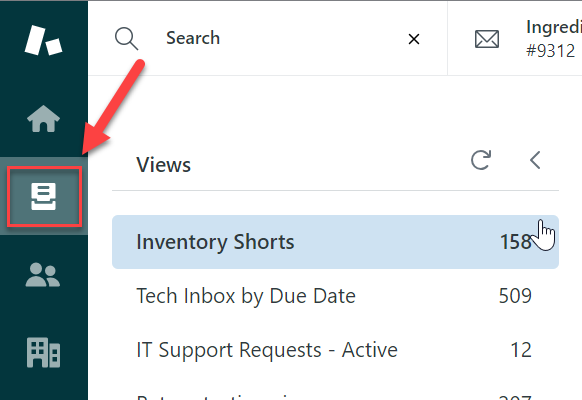 Search
Ingredi
#9312
Views
Inventory Shorts 158
Tech Inbox by Due Date 509
IT Support Requests - Active 12